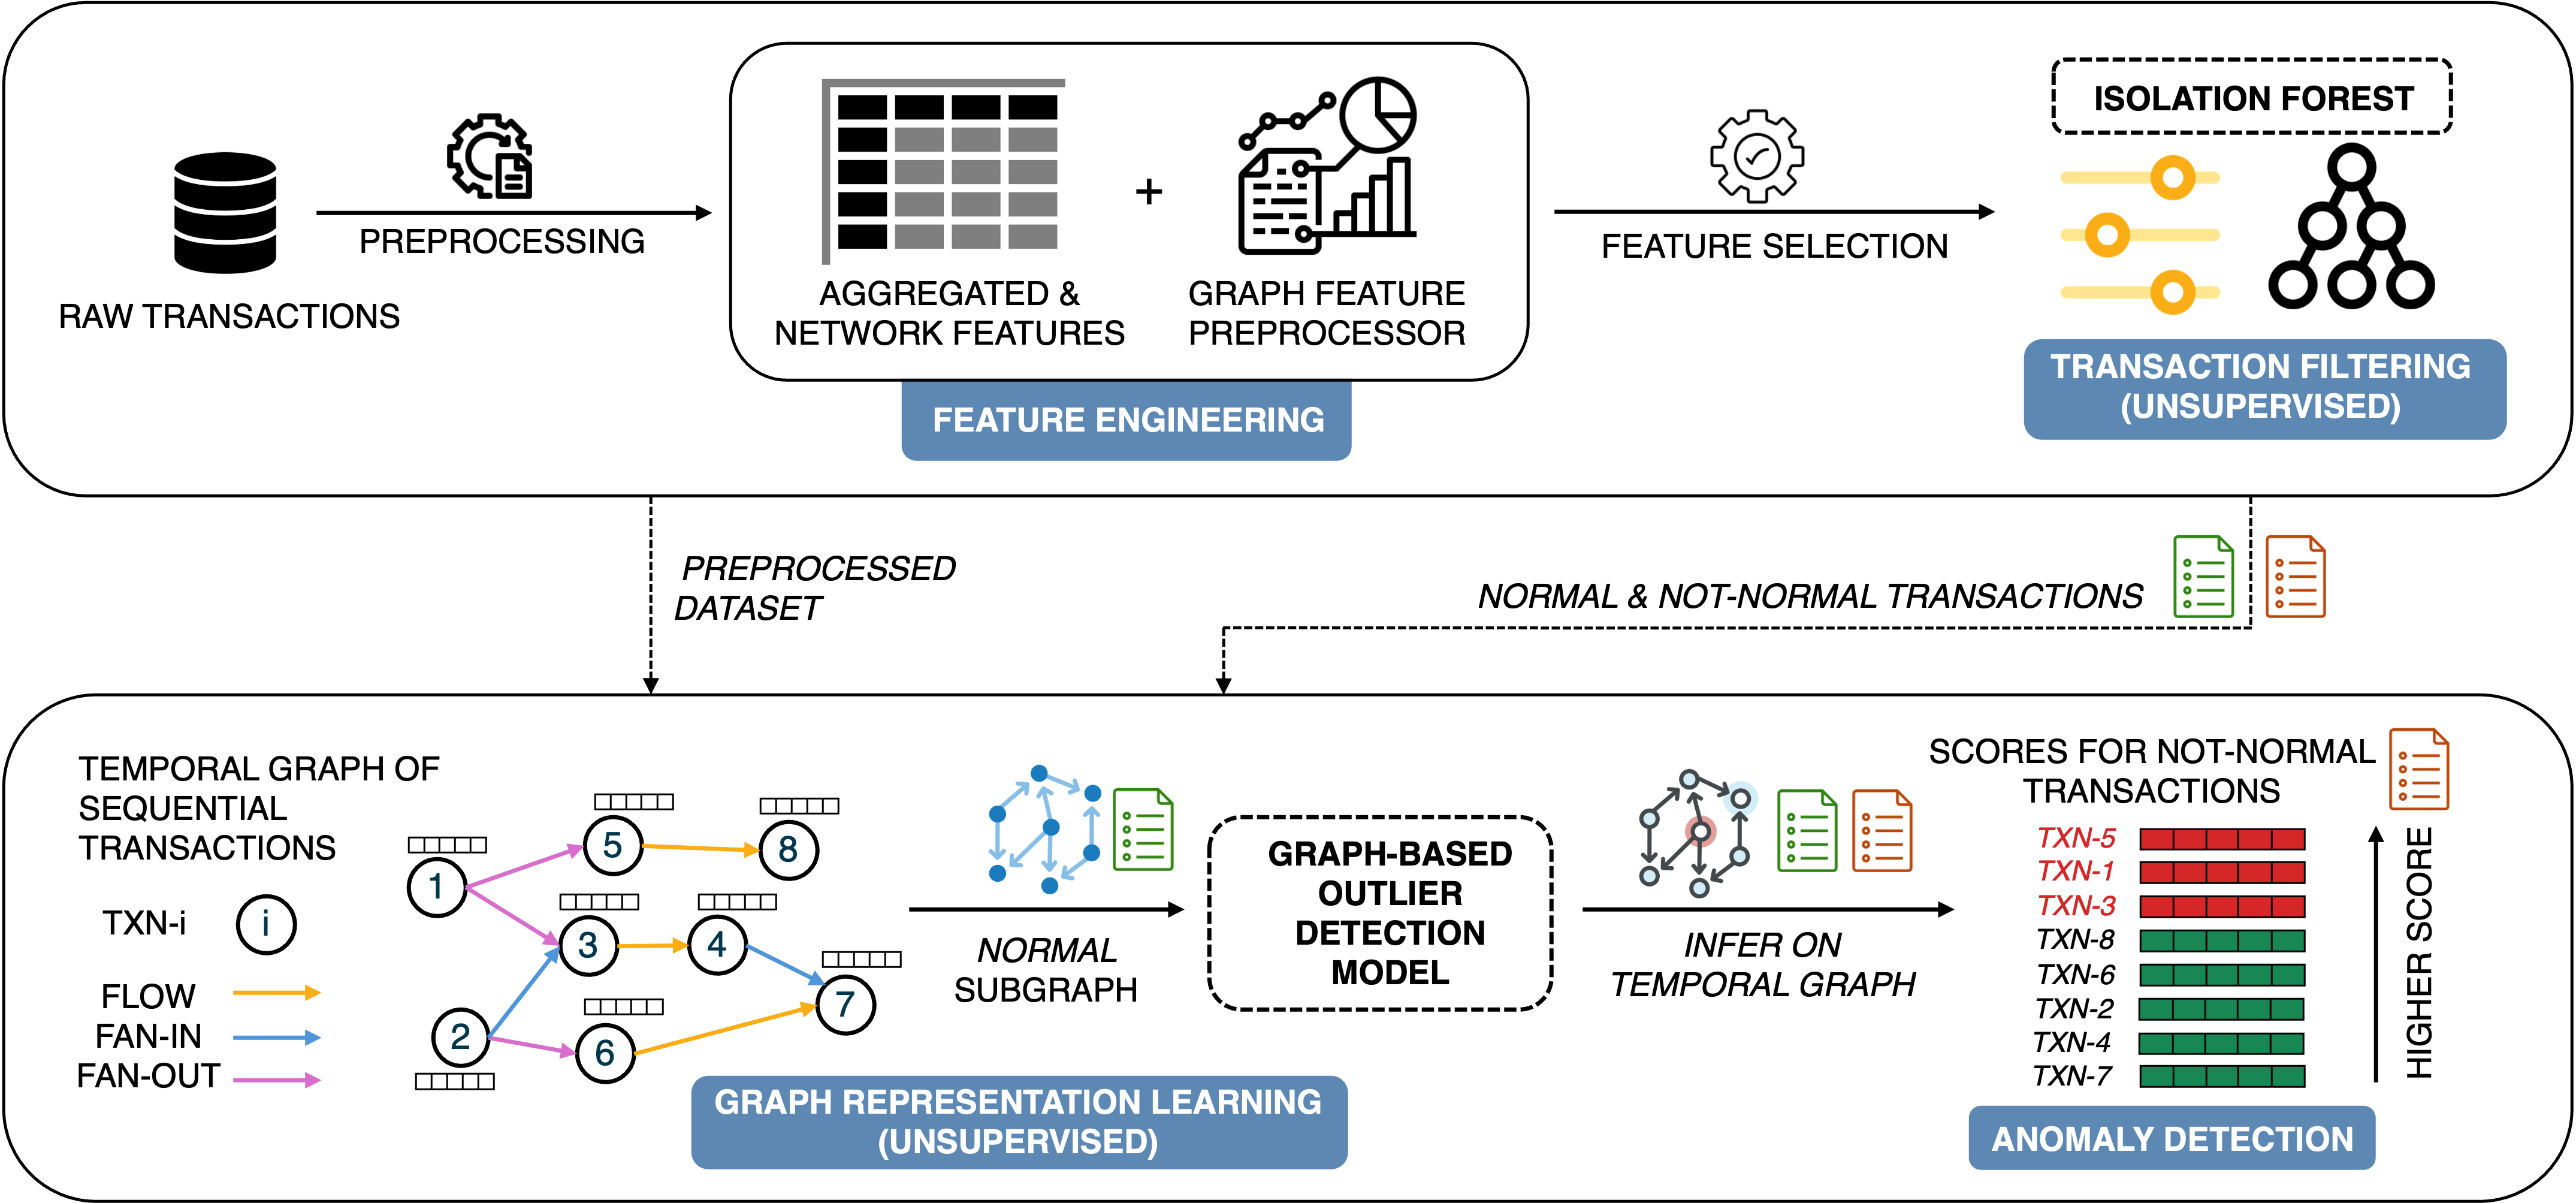 RAW TRANSACTIONS
PREPROCESSING
AGGREGATED &
NETWORK FEATURES
+
GRAPH FEATURE
PREPROCESSOR
FEATURE ENGINEERING
FEATURE SELECTION
ISOLATION FOREST
TRANSACTION FILTERING
(UNSUPERVISED)
PREPROCESSED
DATASET
NORMAL & NOT-NORMAL TRANSACTIONS
TEMPORAL GRAPH OF
SEQUENTIAL
TRANSACTIONS
TXN-i
i
FLOW
FAN-IN
FAN-OUT
1
5
8
3
4
7
2
6
NORMAL
SUBGRAPH
GRAPH REPRESENTATION LEARNING
(UNSUPERVISED)
GRAPH-BASED
OUTLIER
DETECTION
MODEL
INFER ON
TEMPORAL GRAPH
SCORES FOR NOT-NORMAL
TRANSACTIONS
TXN-5
TXN-1
TXN-3
TXN-8
TXN-6
TXN-2
TXN-4
TXN-7
HIGHER SCORE
ANOMALY DETECTION